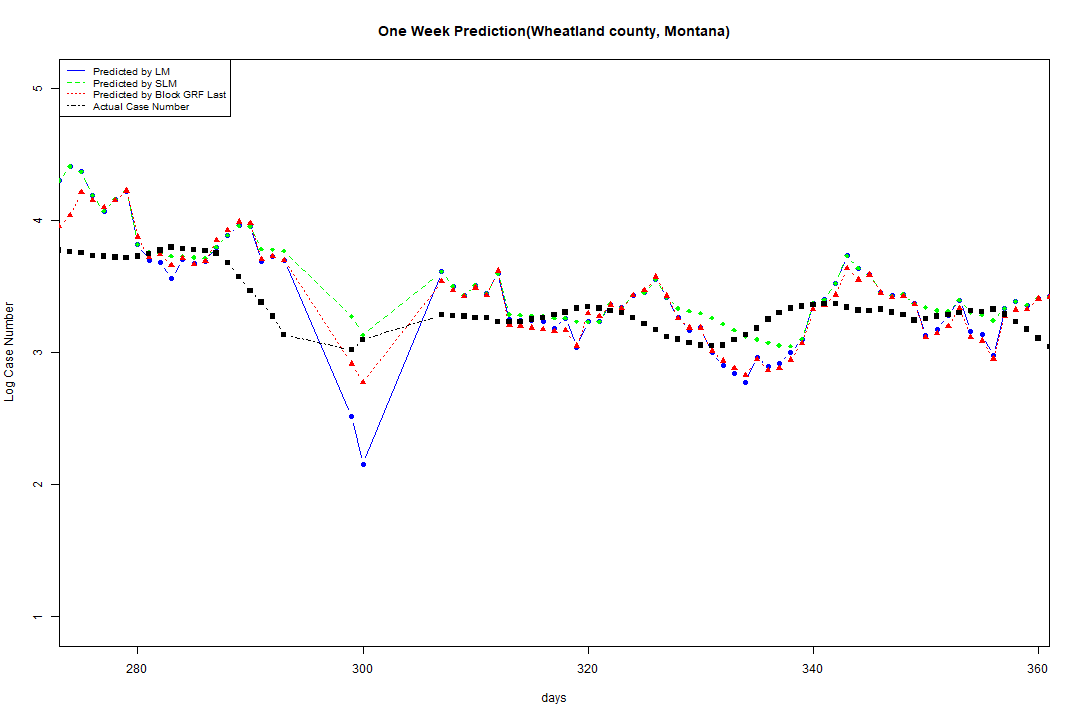 One Week Prediction(Wheatland county, Montana)
Predicted by LM
Predicted by SLM
Predicted by Block GRF Last
Actual Case Number
5
4
3
2
1
Log Case Number
280 300 320 340 360
days